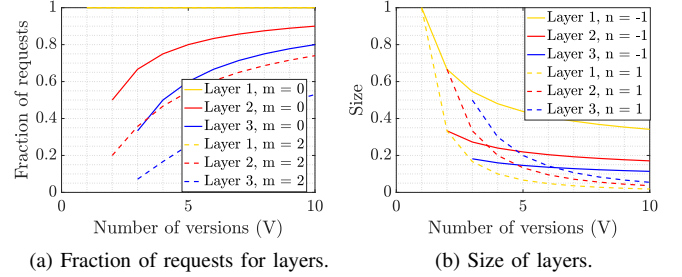 Fraction of requests
1
0.8
0.6
0.4
0.2
0
0
5
10
Number of versions (V)
Layer 1, m = 0
Layer 2, m = 0
Layer 3, m = 0
Layer 1, m = 2
Layer 2, m = 2
Layer 3, m = 2
(a) Fraction of requests for layers.
Size
1
0.8
0.6
0.4
0.2
0
0
5
10
Number of versions (V)
Layer 1, n = -1
Layer 2, n = -1
Layer 3, n = -1
Layer 1, n = 1
Layer 2, n = 1
Layer 3, n = 1
(b) Size of layers.